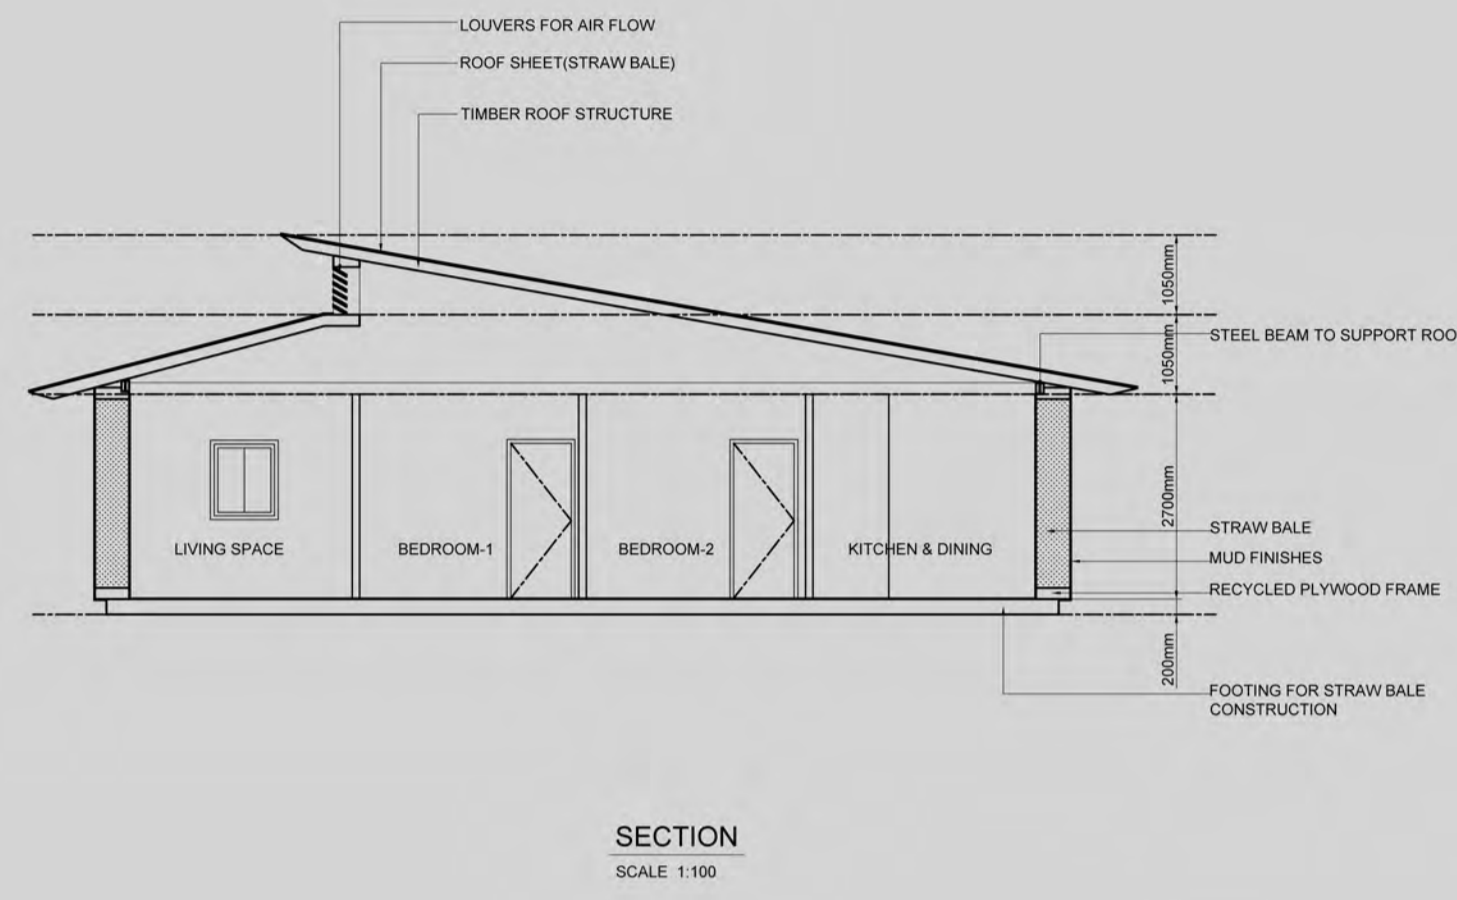 LOUVERS FOR AIR FLOW
ROOF SHEET(STRAW BALE)
TIMBER ROOF STRUCTURE
1050mm
1050mm
STEEL BEAM TO SUPPORT ROO
2700mm
STRAW BALE
LIVING SPACE
BEDROOM-1
BEDROOM-2
KITCHEN & DINING
MUD FINISHES
RECYCLED PLYWOOD FRAME
200mm
FOOTING FOR STRAW BALE
CONSTRUCTION
SECTION
SCALE 1:100